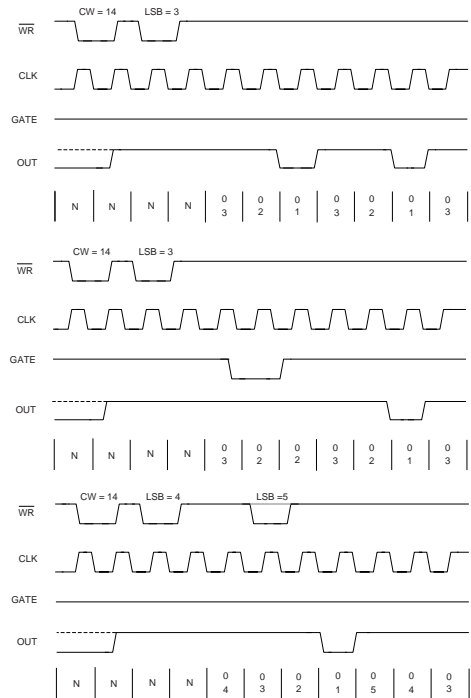 CW = 14 LSB = 3
WR
CLK
GATE
OUT
N N N N 0 0 0 0 0 0 0
3 2 1 3 2 1 3
CW = 14 LSB = 3
WR
CLK
GATE
OUT
N N N N 0 0 0 0 0 0 0
3 2 2 3 2 1 3
CW = 14 LSB = 4 LSB =5
WR
CLK
GATE
OUT
N N N N 0 0 0 0 0 0 0
4 3 2 1 5 4 3